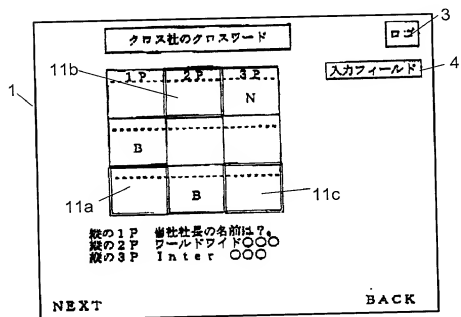 3
クロス社のクロスワード
ロゴ
11b
入力フィールド
4
1P 2P 3P
1
N
B
11a
B
11c
縦の1P 当社社長の名前は?。
縦の2P ワールドワイド○○○
縦の3P Inter ○○○
NEXT
BACK